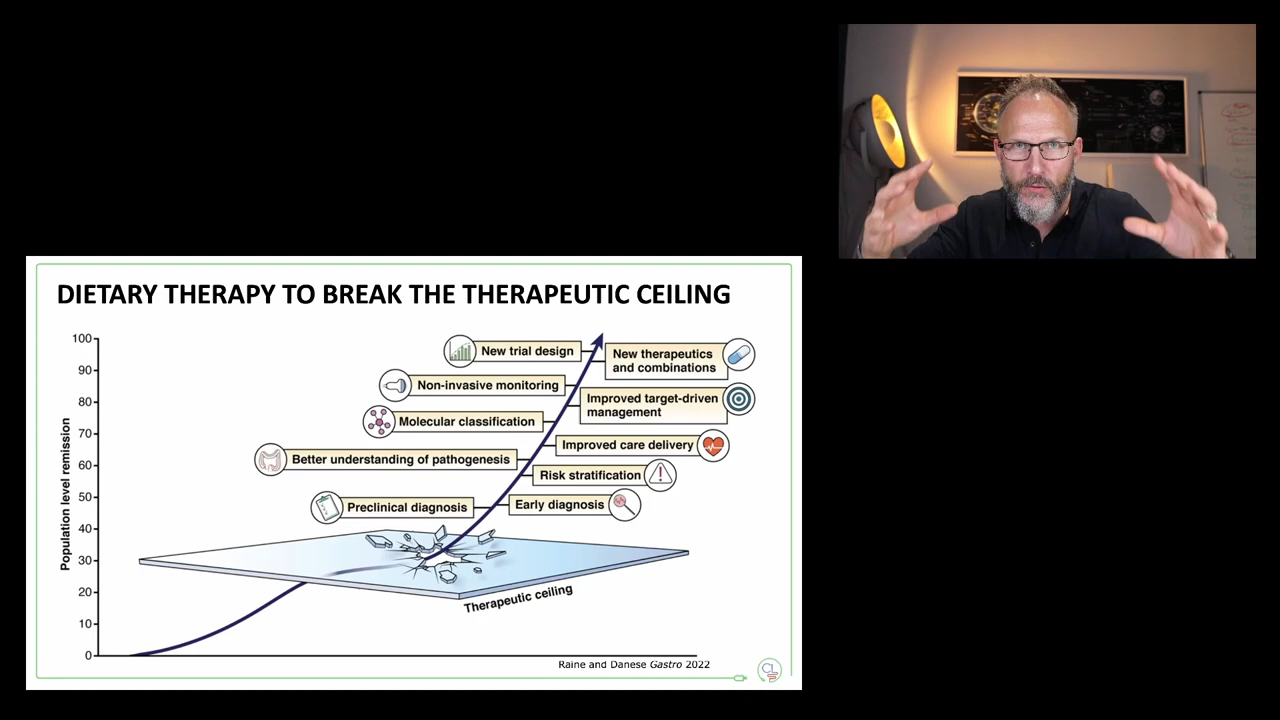 DIETARY THERAPY TO BREAK THE THERAPEUTIC CEILING
Population level remission
100
90
80
70
60
50
40
30
20
10
0
New trial design
New therapeutics
and combinations
Non-invasive monitoring
Improved target-driven
management
Molecular classification
Improved care delivery
Better understanding of pathogenesis
Risk stratification
Preclinical diagnosis
Early diagnosis
Therapeutic ceiling
Raine and Danese Gastro 2022